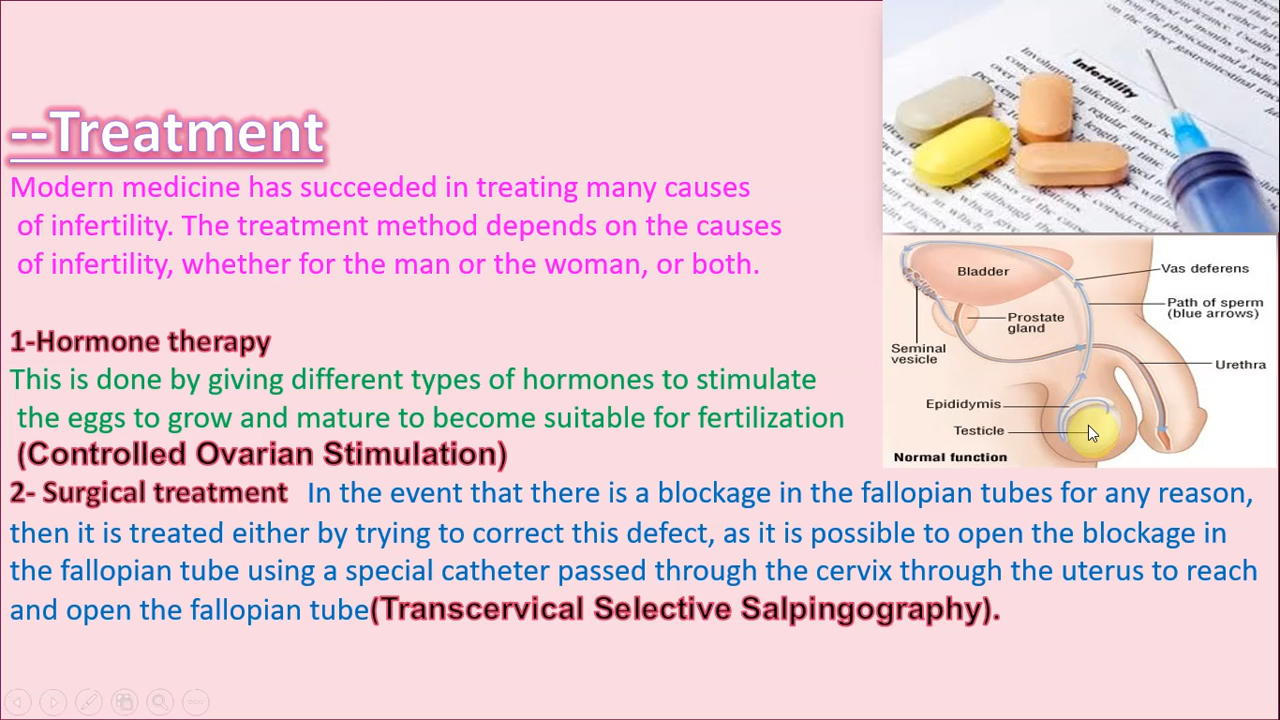 --Treatment
Modern medicine has succeeded in treating many causes
of infertility. The treatment method depends on the causes
of infertility, whether for the man or the woman, or both.
1-Hormone therapy
This is done by giving different types of hormones to stimulate
the eggs to grow and mature to become suitable for fertilization
(Controlled Ovarian Stimulation)
2- Surgical treatment In the event that there is a blockage in the fallopian tubes for any reason,
then it is treated either by trying to correct this defect, as it is possible to open the blockage in
the fallopian tube using a special catheter passed through the cervix through the uterus to reach
and open the fallopian tube(Transcervical Selective Salpingography).
Infertility
Bladder
Vas deferens
Path of sperm
(blue arrows)
Prostate
gland
Seminal
vesicle
Urethra
Epididymis
Testicle
Normal function